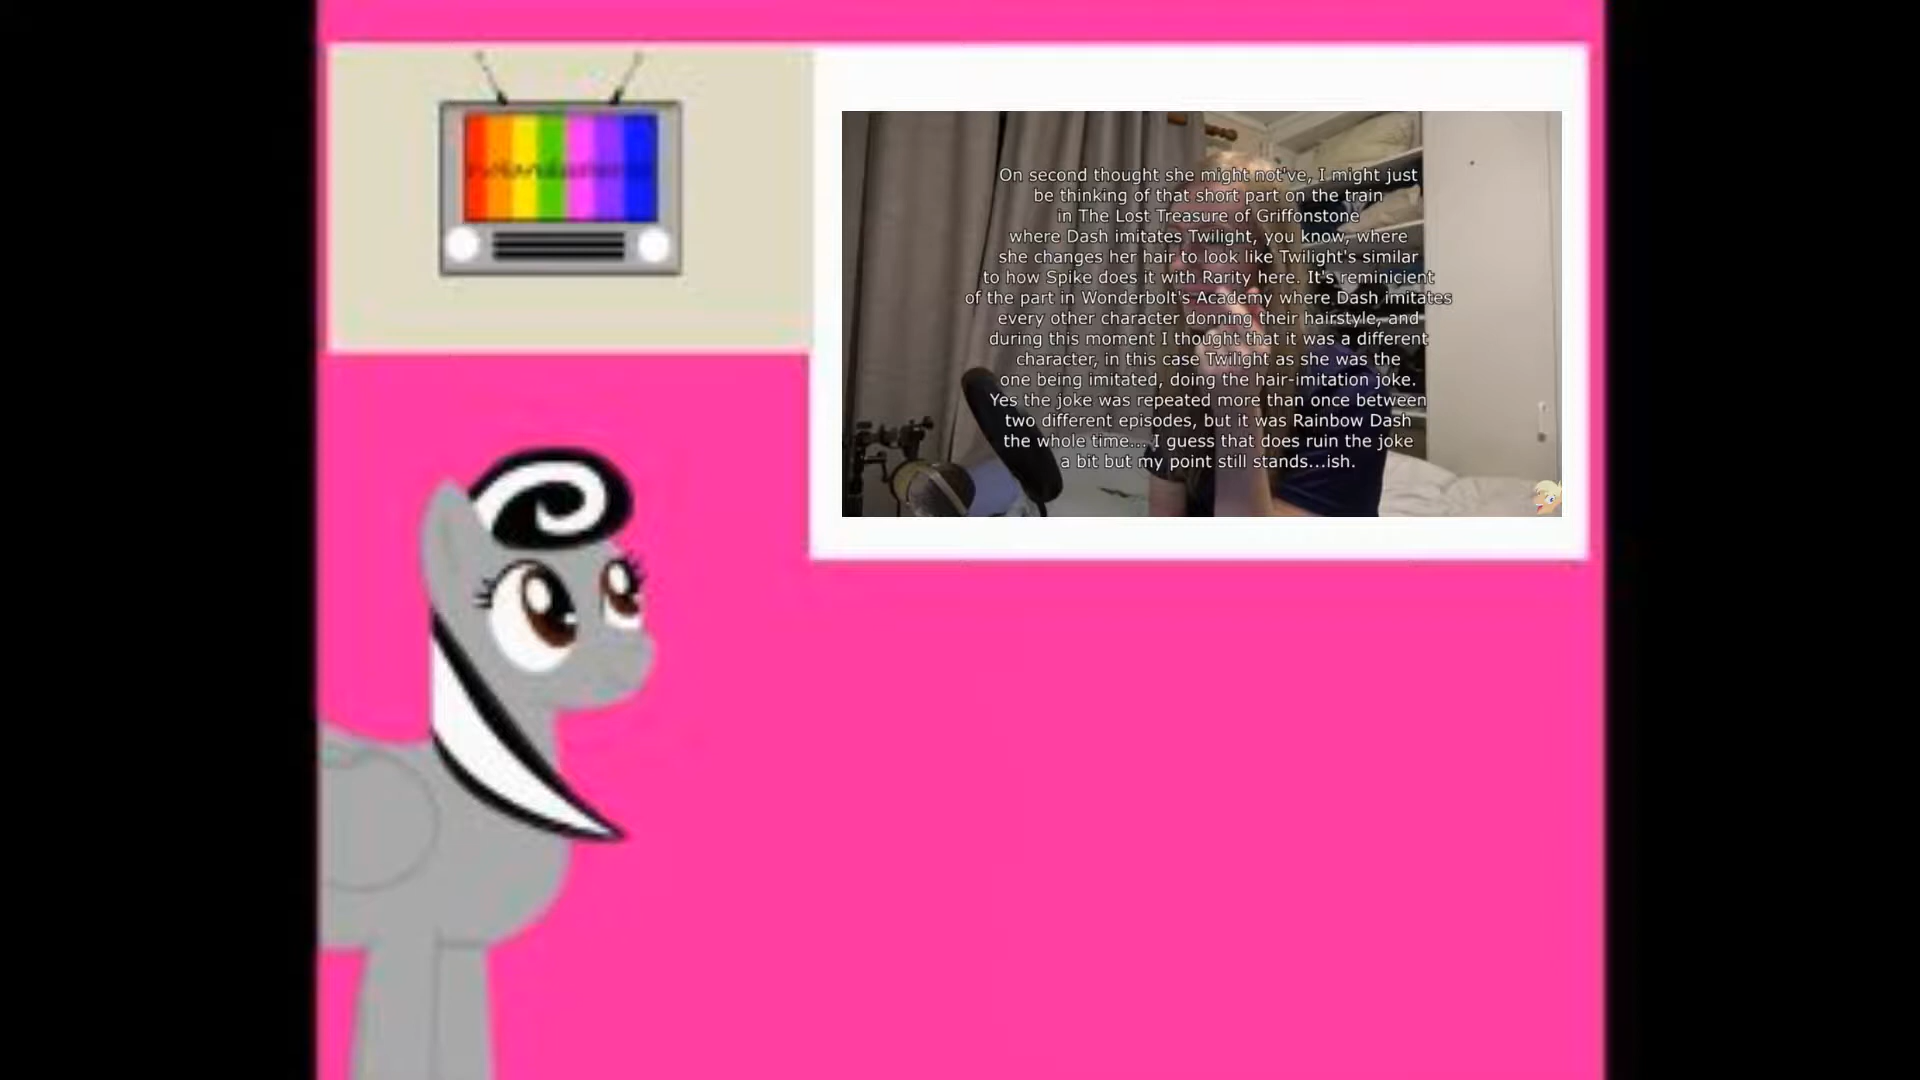 On second thought she might not've, I might just
be thinking of that short part on the train
in The Lost Treasure of Griffonstone
where Dash imitates Twilight, you know, where
she changes her hair to look like Twilight's similar
to how Spike does it with Rarity here. It's reminicient
of the part in Wonderbolt's Academy where Dash imitates
every other character donning their hairstyle, and
during this moment I thought that it was a different
character, in this case Twilight as she was the
one being imitated, doing the hair-imitation joke.
Yes the joke was repeated more than once between
two different episodes, but it was Rainbow Dash
the whole time... I guess that does ruin the joke
a bit but my point still stands...ish.